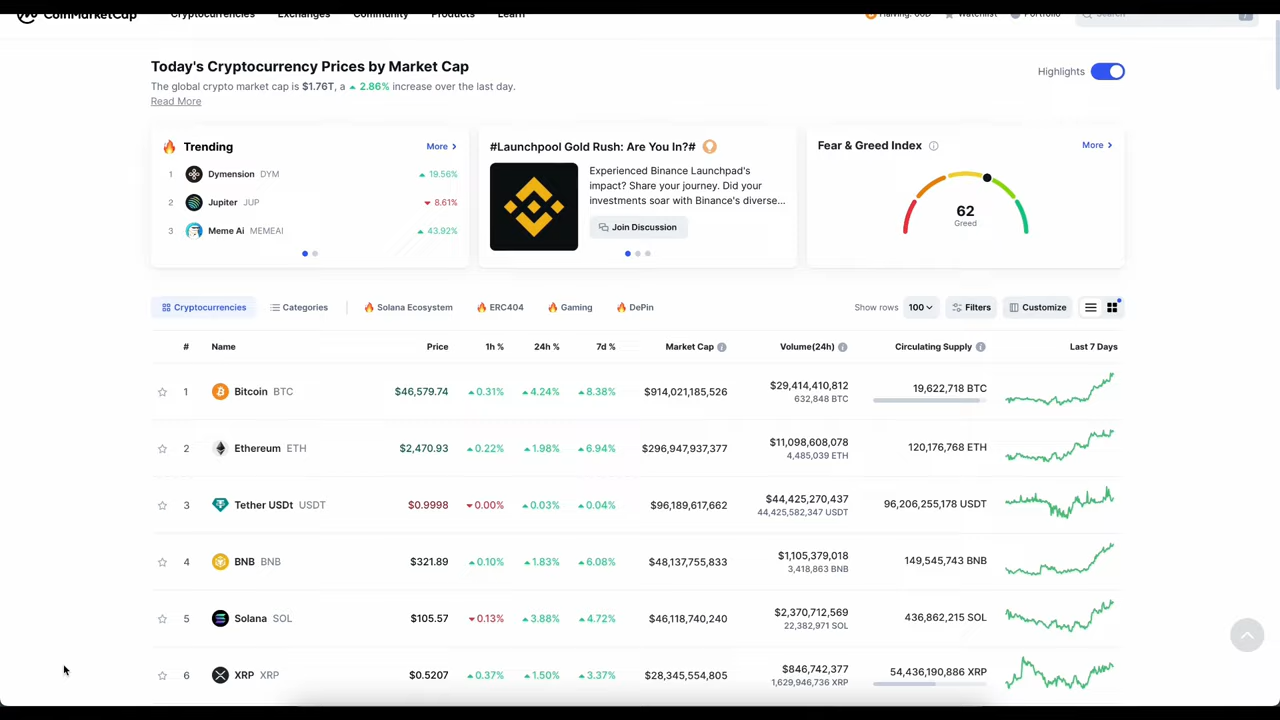 CoinMarketCap Cryptocurrencies Exchanges Community Products Learn Halving: 68D Watchlist Portfolio Search /
Today's Cryptocurrency Prices by Market Cap
Highlights
The global crypto market cap is $1.76T, a 2.86% increase over the last day.
Read More
Trending More
1 Dymension DYM 19.56%
2 Jupiter JUP 8.61%
3 Meme Ai MEMEAI 43.92%
#Launchpool Gold Rush: Are You In?#
Experienced Binance Launchpad's
impact? Share your journey. Did your
investments soar with Binance's diverse...
Join Discussion
Fear & Greed Index More
62
Greed
Cryptocurrencies Categories Solana Ecosystem ERC404 Gaming DePin Show rows 100 Filters Customize
# Name Price 1h % 24h % 7d % Market Cap Volume(24h) Circulating Supply Last 7 Days
1 Bitcoin BTC $46,579.74 0.31% 4.24% 8.38% $914,021,185,526 $29,414,410,812 19,622,718 BTC
632,848 BTC
2 Ethereum ETH $2,470.93 0.22% 1.98% 6.94% $296,947,937,377 $11,098,608,078 120,176,768 ETH
4,485,039 ETH
3 Tether USDt USDT $0.9998 0.00% 0.03% 0.04% $96,189,617,662 $44,425,270,437 96,206,255,178 USDT
44,425,582,347 USDT
4 BNB BNB $321.89 0.10% 1.83% 6.08% $48,137,755,833 $1,105,379,018 149,545,743 BNB
3,418,863 BNB
5 Solana SOL $105.57 0.13% 3.88% 4.72% $46,118,740,240 $2,370,712,569 436,862,215 SOL
22,382,971 SOL
6 XRP XRP $0.5207 0.37% 1.50% 3.37% $28,345,554,805 $846,742,377 54,436,190,886 XRP
1,629,946,736 XRP